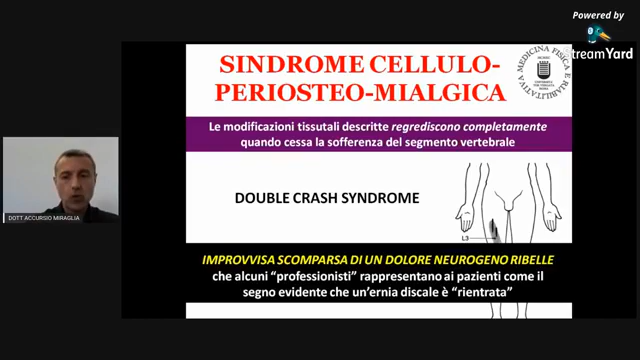 Powered by
StreamYard
SINDROME CELLULO-
PERIOSTEO-MIALGICA
MEDICINA FISICA E RIABILITATIVA
Le modificazioni tissutali descritte regrediscono completamente
quando cessa la sofferenza del segmento vertebrale
DOUBLE CRASH SYNDROME
L3
DOTT ACCURSIO MIRAGLIA
IMPROVVISA SCOMPARSA DI UN DOLORE NEUROGENO RIBELLE
che alcuni “professionisti” rappresentano ai pazienti come il
segno evidente che un’ernia discale è “rientrata”